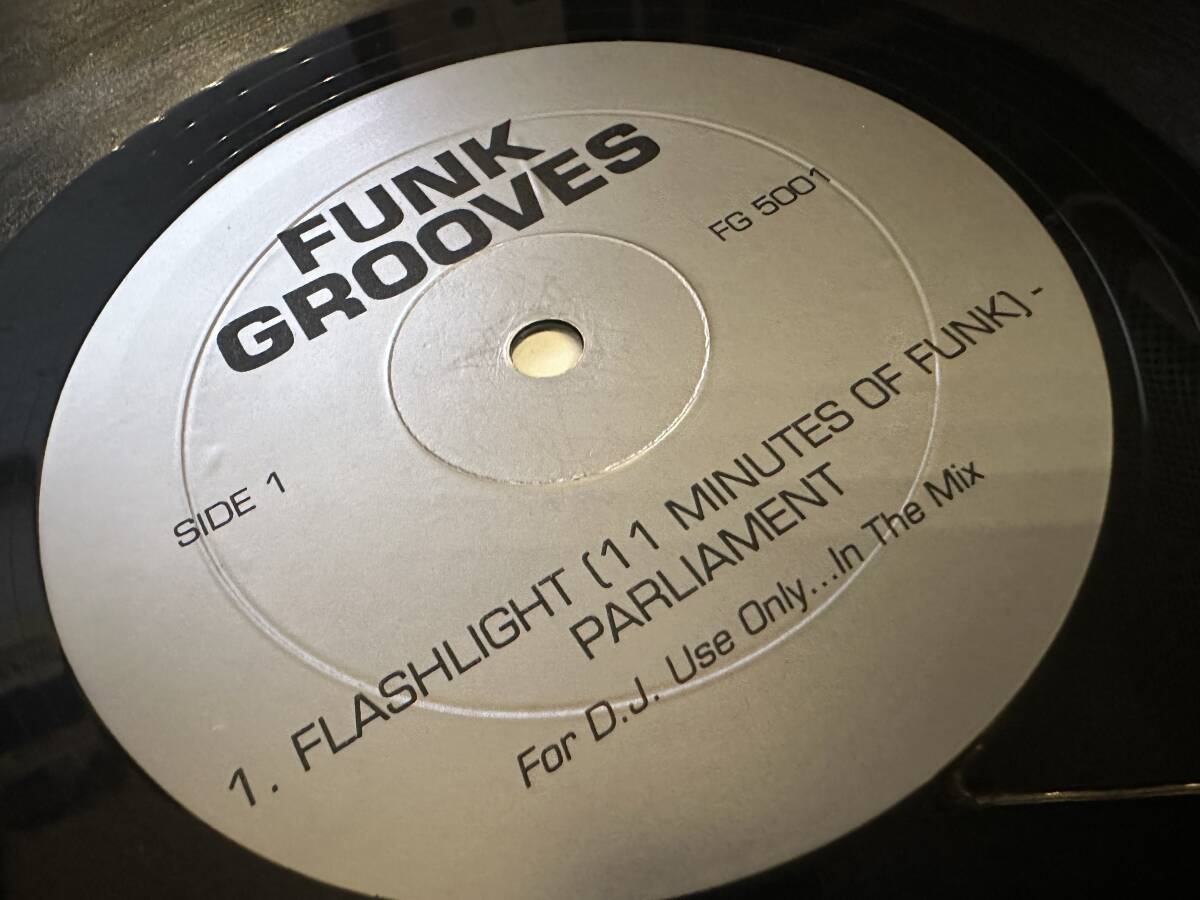 FUNK
GROOVES
FG 5001
SIDE 1
1. FLASHLIGHT (11 MINUTES OF FUNK) -
PARLIAMENT
For D.J. Use Only...In The Mix